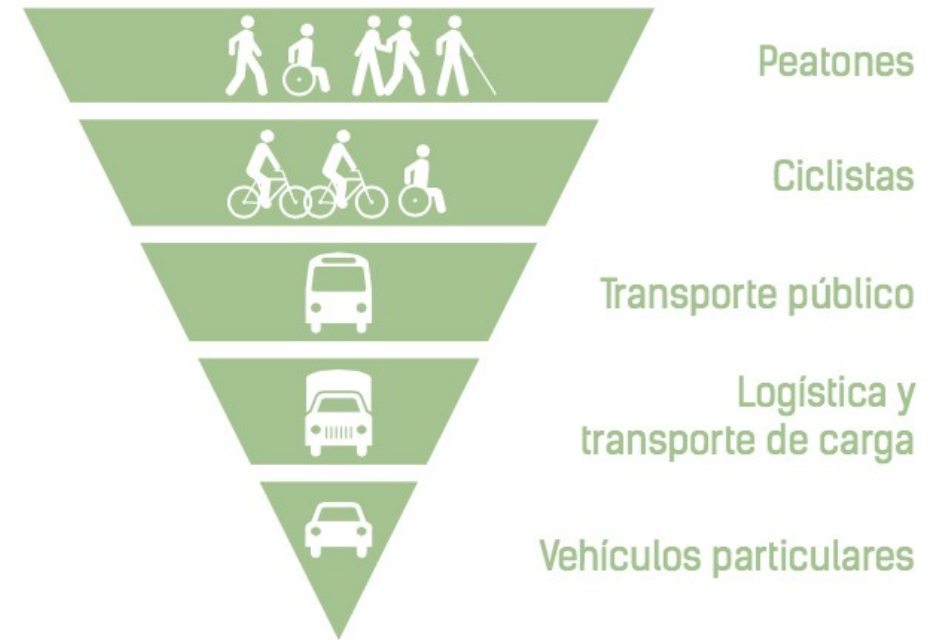 Peatones
Ciclistas
Transporte público
Logística y
transporte de carga
Vehículos particulares